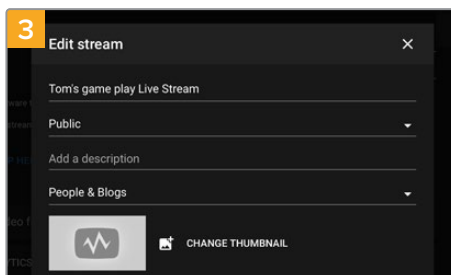 3
Edit stream
Tom's game play Live Stream
Public
Add a description
People & Blogs
CHANGE THUMBNAIL